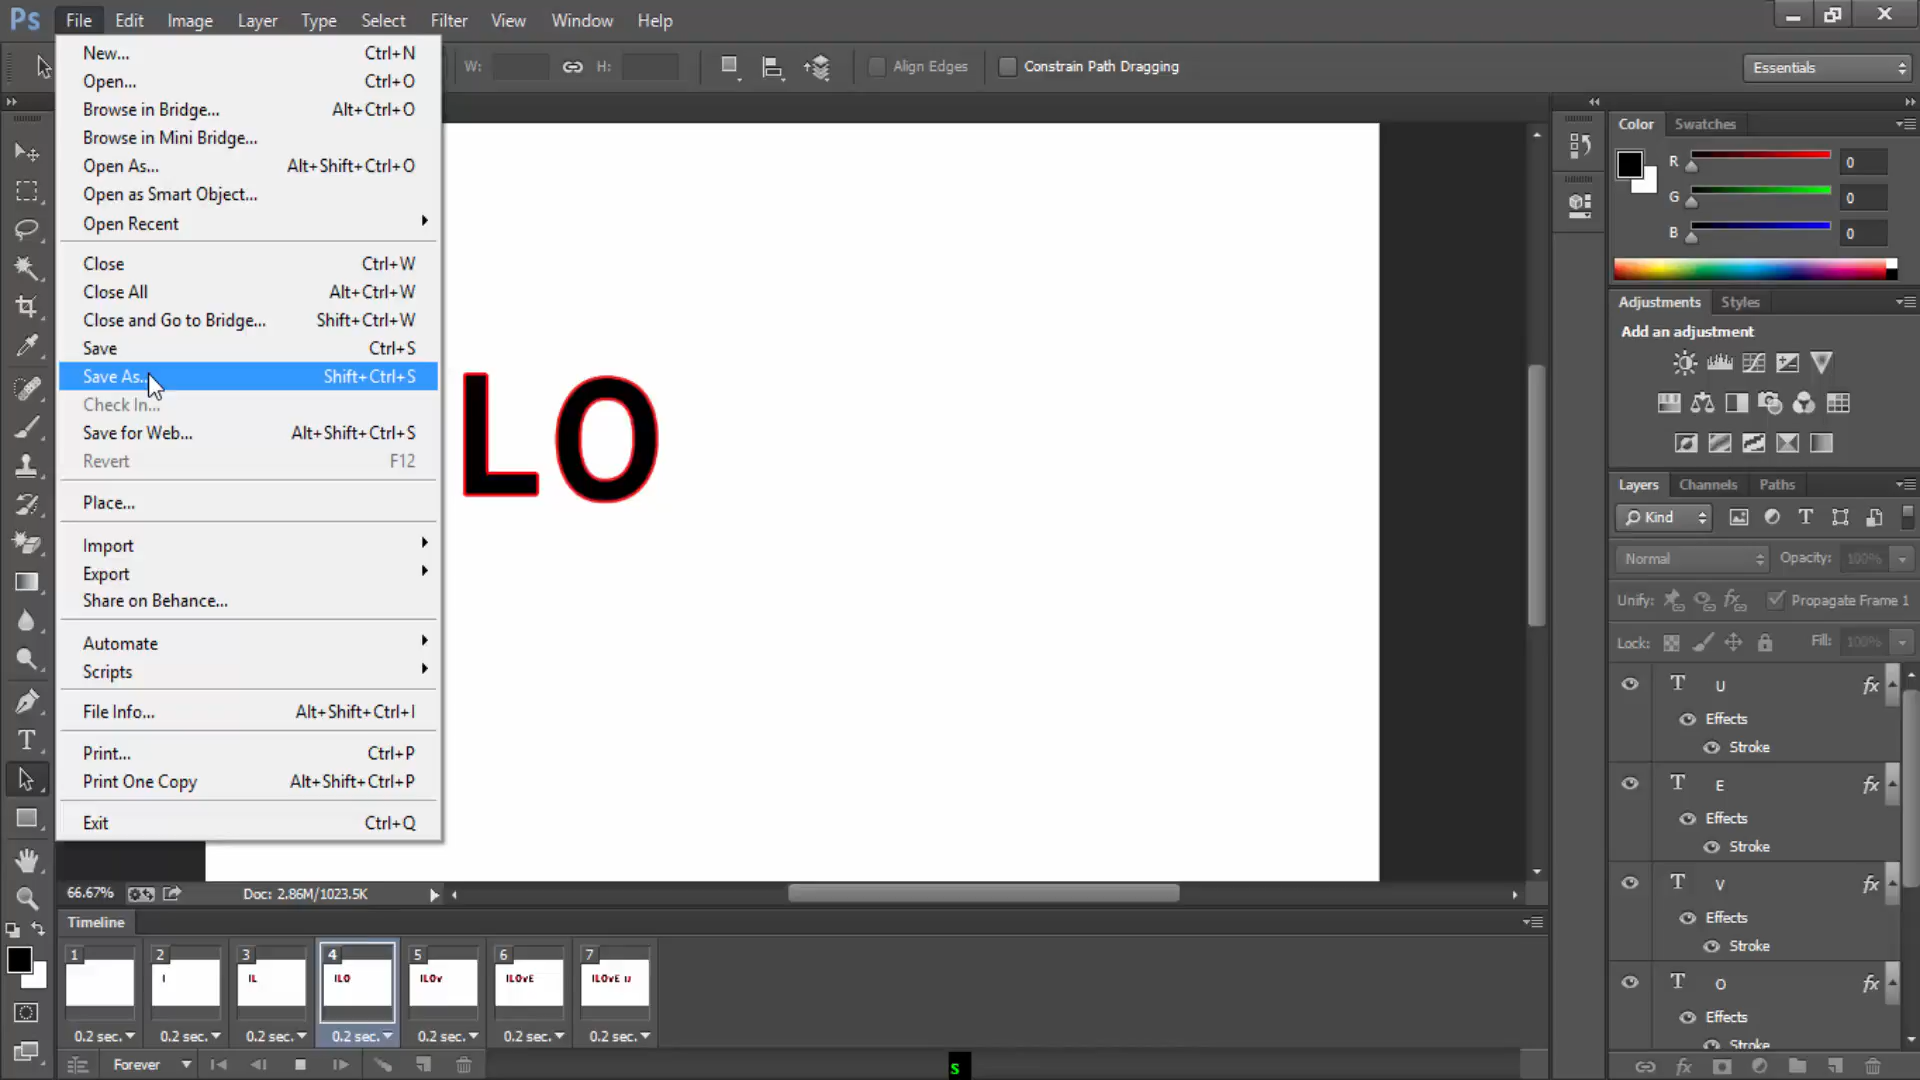 Ps File Edit Image Layer Type Select Filter View Window Help
W: H: Align Edges Constrain Path Dragging Essentials
New... Ctrl+N
Open... Ctrl+O
Browse in Bridge... Alt+Ctrl+O
Browse in Mini Bridge...
Open As... Alt+Shift+Ctrl+O
Open as Smart Object...
Open Recent
Close Ctrl+W
Close All Alt+Ctrl+W
Close and Go to Bridge... Shift+Ctrl+W
Save Ctrl+S
Save As... Shift+Ctrl+S
Check In...
Save for Web... Alt+Shift+Ctrl+S
Revert F12
Place...
Import
Export
Share on Behance...
Automate
Scripts
File Info... Alt+Shift+Ctrl+I
Print... Ctrl+P
Print One Copy Alt+Shift+Ctrl+P
Exit Ctrl+Q
LO
Color Swatches
R 0
G 0
B 0
Adjustments Styles
Add an adjustment
Layers Channels Paths
Kind T
Normal Opacity: 100%
Unify: Propagate Frame 1
Lock: Fill: 100%
T U fx
Effects
Stroke
T E fx
Effects
Stroke
T V fx
Effects
Stroke
T O fx
Effects
Stroke
fx
66.67% Doc: 2.86M/1023.5K
Timeline
1 2 3 4 5 6 7
I IL ILO ILOV ILOVE ILOVE U
0.2 sec. 0.2 sec. 0.2 sec. 0.2 sec. 0.2 sec. 0.2 sec. 0.2 sec.
Forever
s